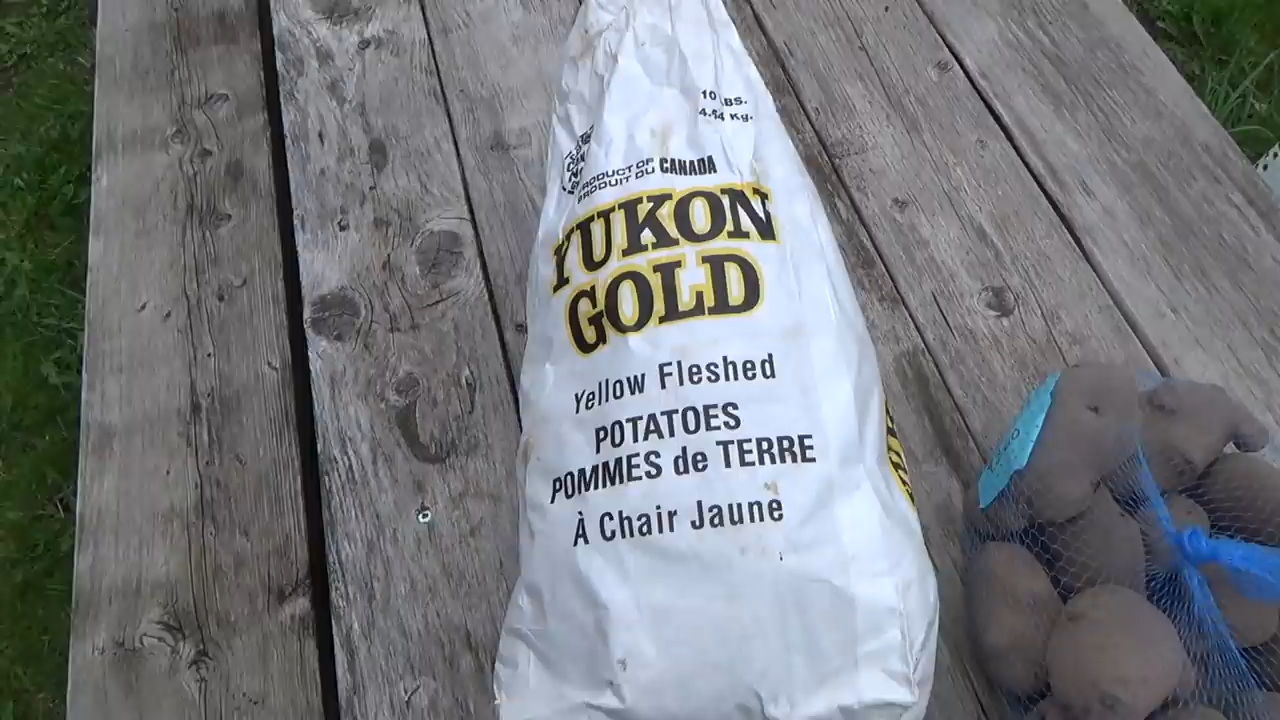 10 LBS.
4.54 Kg.
PRODUCT OF CANADA
PRODUIT DU
YUKON
GOLD
Yellow Fleshed
POTATOES
POMMES de TERRE
À Chair Jaune